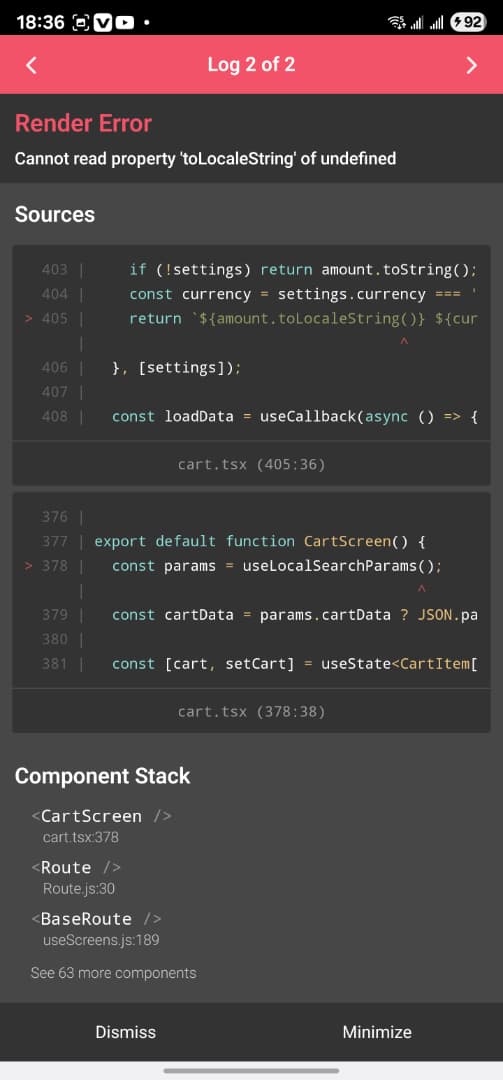 18:36
92
Log 2 of 2
Render Error
Cannot read property 'toLocaleString' of undefined
Sources
403 | if (!settings) return amount.toString();
404 | const currency = settings.currency === '
> 405 | return `${amount.toLocaleString()} ${cur
| ^
406 | }, [settings]);
407 |
408 | const loadData = useCallback(async () => {
cart.tsx (405:36)
376 |
377 | export default function CartScreen() {
> 378 | const params = useLocalSearchParams();
| ^
379 | const cartData = params.cartData ? JSON.pa
380 |
381 | const [cart, setCart] = useState<CartItem[
cart.tsx (378:38)
Component Stack
<CartScreen />
cart.tsx:378
<Route />
Route.js:30
<BaseRoute />
useScreens.js:189
See 63 more components
Dismiss Minimize